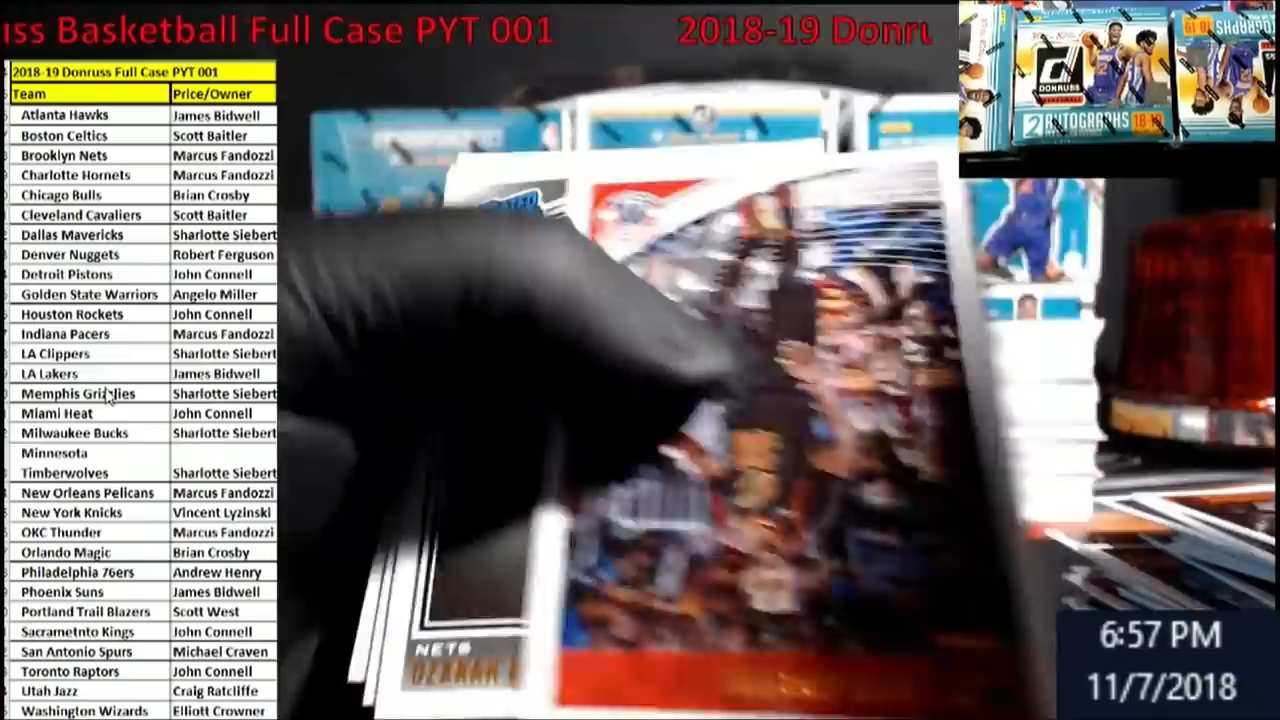 iss Basketball Full Case PYT 001 2018-19 Donru
2018-19 Donruss Full Case PYT 001
Team Price/Owner
Atlanta Hawks James Bidwell
Boston Celtics Scott Baitler
Brooklyn Nets Marcus Fandozzi
Charlotte Hornets Marcus Fandozzi
Chicago Bulls Brian Crosby
Cleveland Cavaliers Scott Baitler
Dallas Mavericks Sharlotte Siebert
Denver Nuggets Robert Ferguson
Detroit Pistons John Connell
Golden State Warriors Angelo Miller
Houston Rockets John Connell
Indiana Pacers Marcus Fandozzi
LA Clippers Sharlotte Siebert
LA Lakers James Bidwell
Memphis Grizzlies Sharlotte Siebert
Miami Heat John Connell
Milwaukee Bucks Sharlotte Siebert
Minnesota
Timberwolves Sharlotte Siebert
New Orleans Pelicans Marcus Fandozzi
New York Knicks Vincent Lyzinski
OKC Thunder Marcus Fandozzi
Orlando Magic Brian Crosby
Philadelphia 76ers Andrew Henry
Phoenix Suns James Bidwell
Portland Trail Blazers Scott West
Sacrametnto Kings John Connell
San Antonio Spurs Michael Craven
Toronto Raptors John Connell
Utah Jazz Craig Ratcliffe
Washington Wizards Elliott Crowner
DONRUSS
2 AUTOGRAPHS 18-19
NETS
6:57 PM
11/7/2018